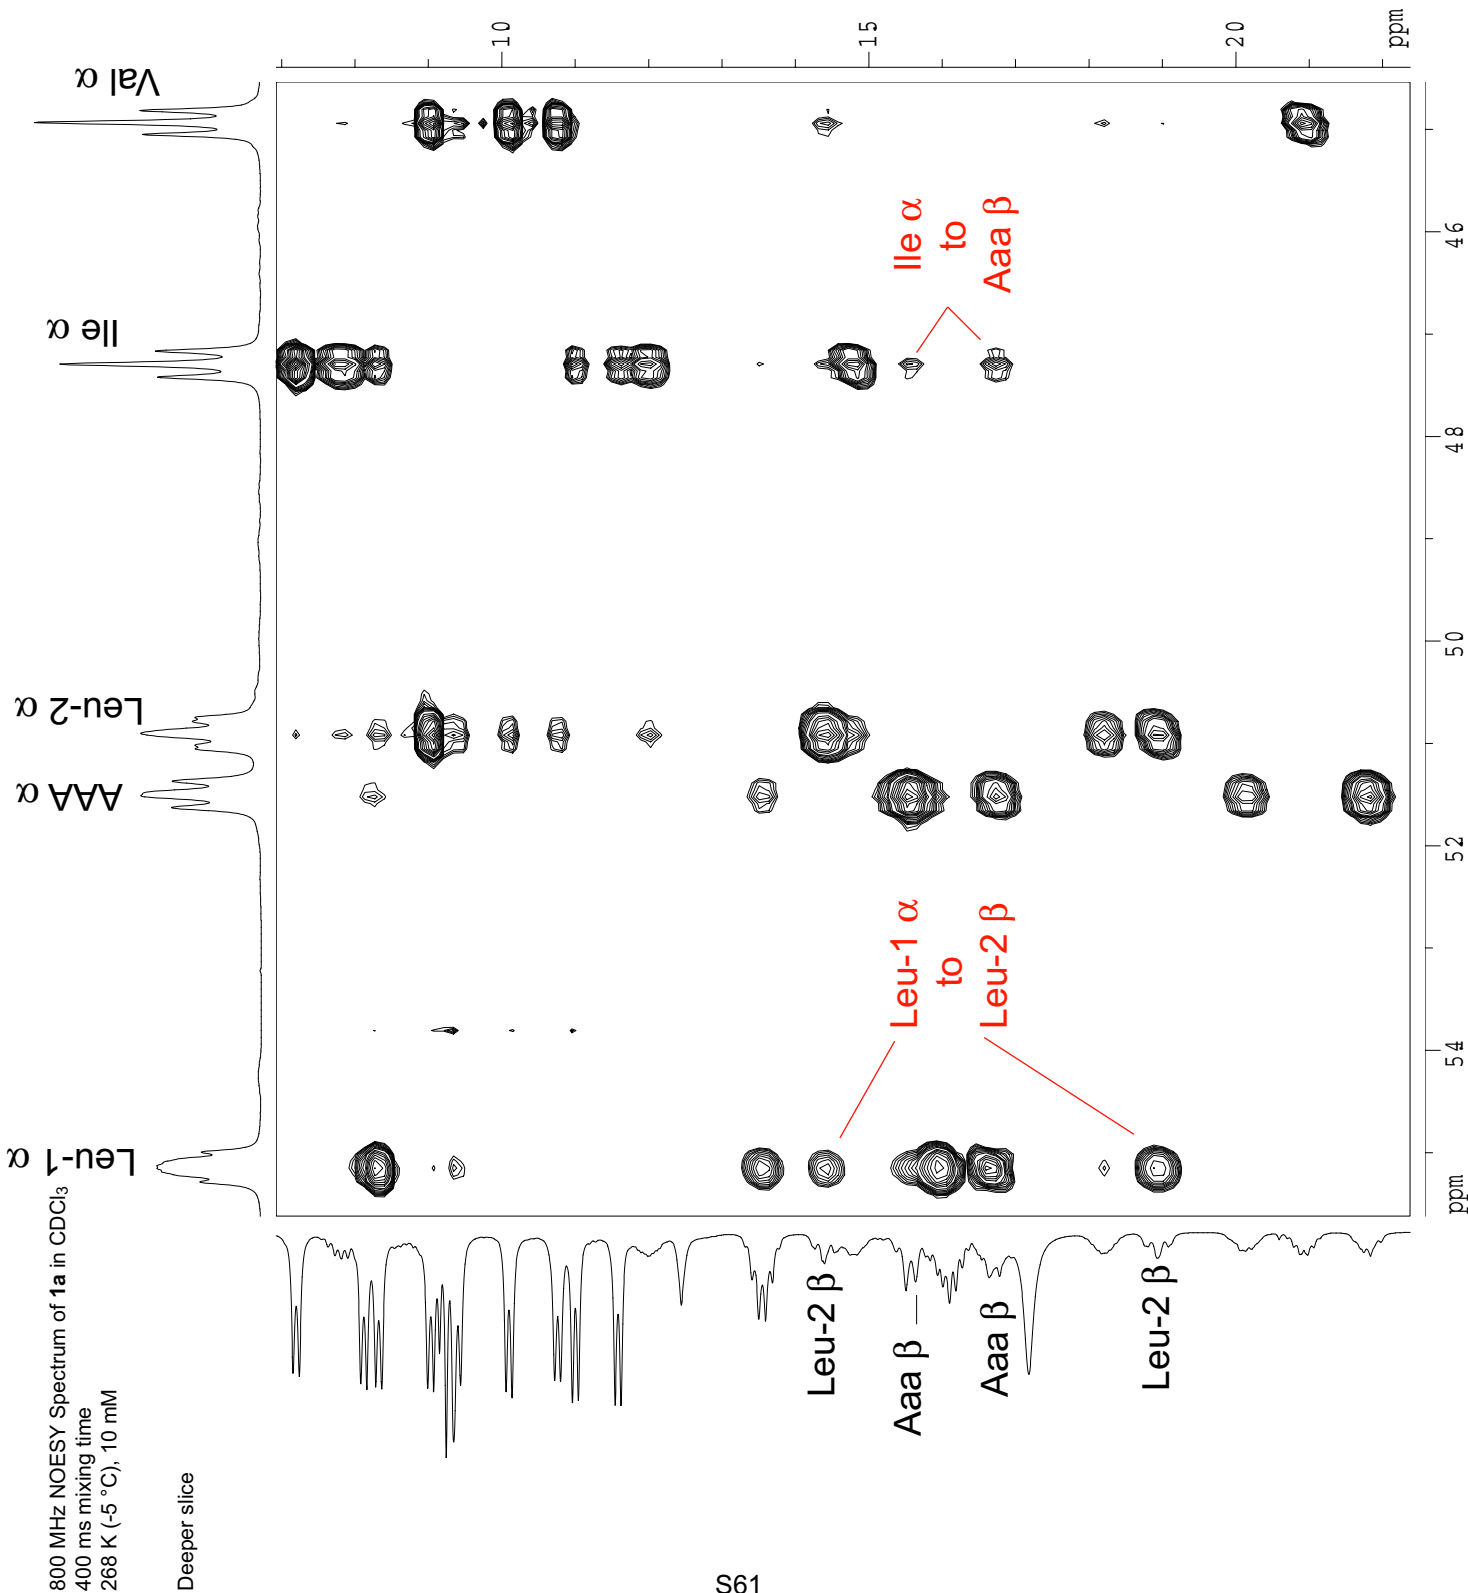 800 MHz NOESY Spectrum of 1a in CDCl₃
400 ms mixing time
268 K (-5 °C), 10 mM
Deeper slice
Leu-1 α
AAA α
Leu-2 α
Ile α
Val α
10
15
20
ppm
46
48
50
52
54
ppm
Ile α
to
Aaa β
Leu-1 α
to
Leu-2 β
Leu-2 β
Aaa β
Aaa β
Leu-2 β
S61